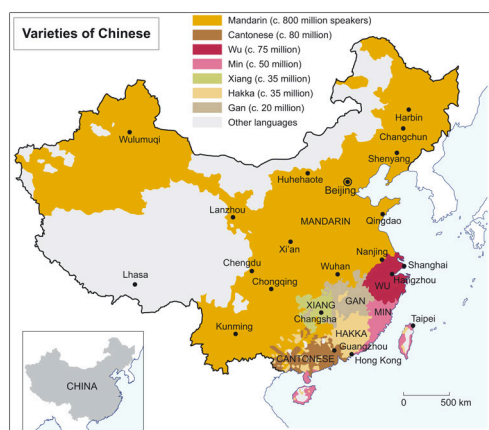 Varieties of Chinese
Mandarin (c. 800 million speakers)
Cantonese (c. 80 million)
Wu (c. 75 million)
Min (c. 50 million)
Xiang (c. 35 million)
Hakka (c. 35 million)
Gan (c. 20 million)
Other languages
Harbin
Changchun
Wulumuqi
Shenyang
Huhehaote
Beijing
Lanzhou
MANDARIN
Qingdao
Xi'an
Nanjing
Chengdu
Wuhan
Shanghai
Lhasa
Chongqing
WU
Hangzhou
GAN
XIANG
MIN
Changsha
Taipei
Kunming
HAKKA
Guangzhou
CANTONESE
Hong Kong
CHINA
0 500 km